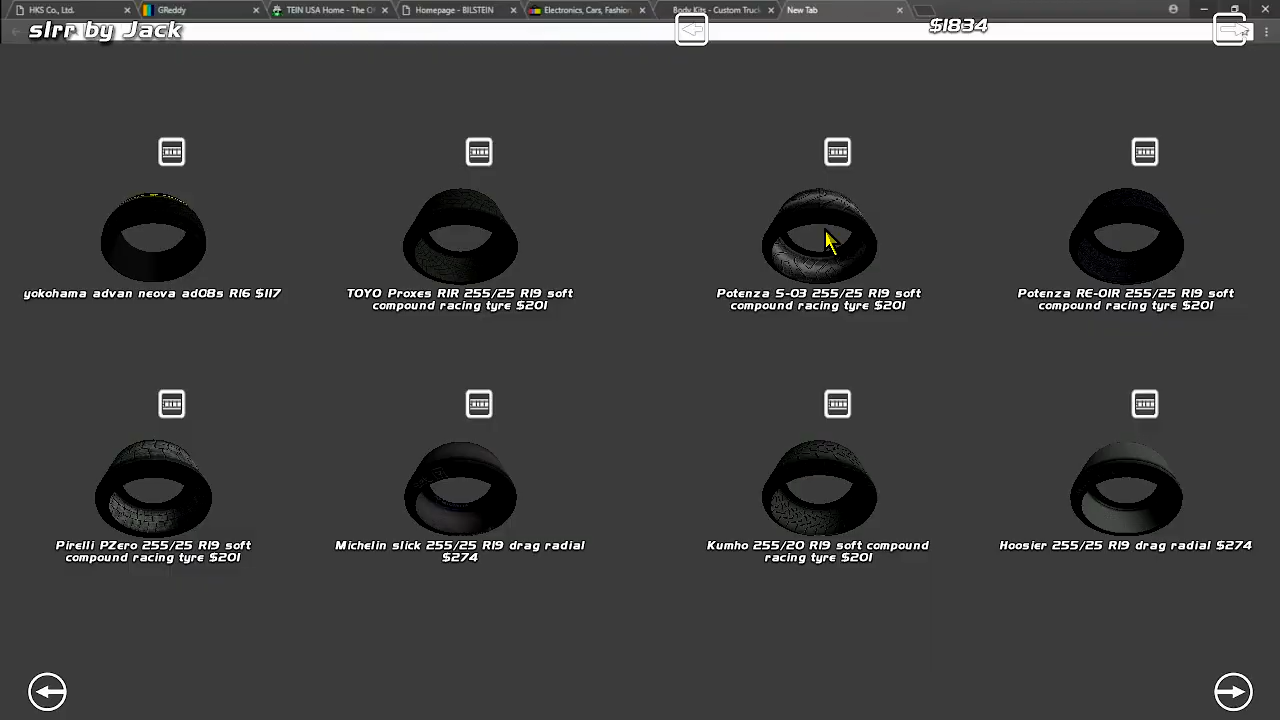 HKS Co., Ltd.
GReddy
TEIN USA Home - The O
Homepage - BILSTEIN
Electronics, Cars, Fashion
Body Kits - Custom Truck
New Tab
slrr by Jack
$1834
yokohama advan neova ad08s R16 $117
TOYO Proxes R1R 255/25 R19 soft
compound racing tyre $201
Potenza S-03 255/25 R19 soft
compound racing tyre $201
Potenza RE-01R 255/25 R19 soft
compound racing tyre $201
Pirelli PZero 255/25 R19 soft
compound racing tyre $201
Michelin slick 255/25 R19 drag radial
$274
Kumho 255/20 R19 soft compound
racing tyre $201
Hoosier 255/25 R19 drag radial $274